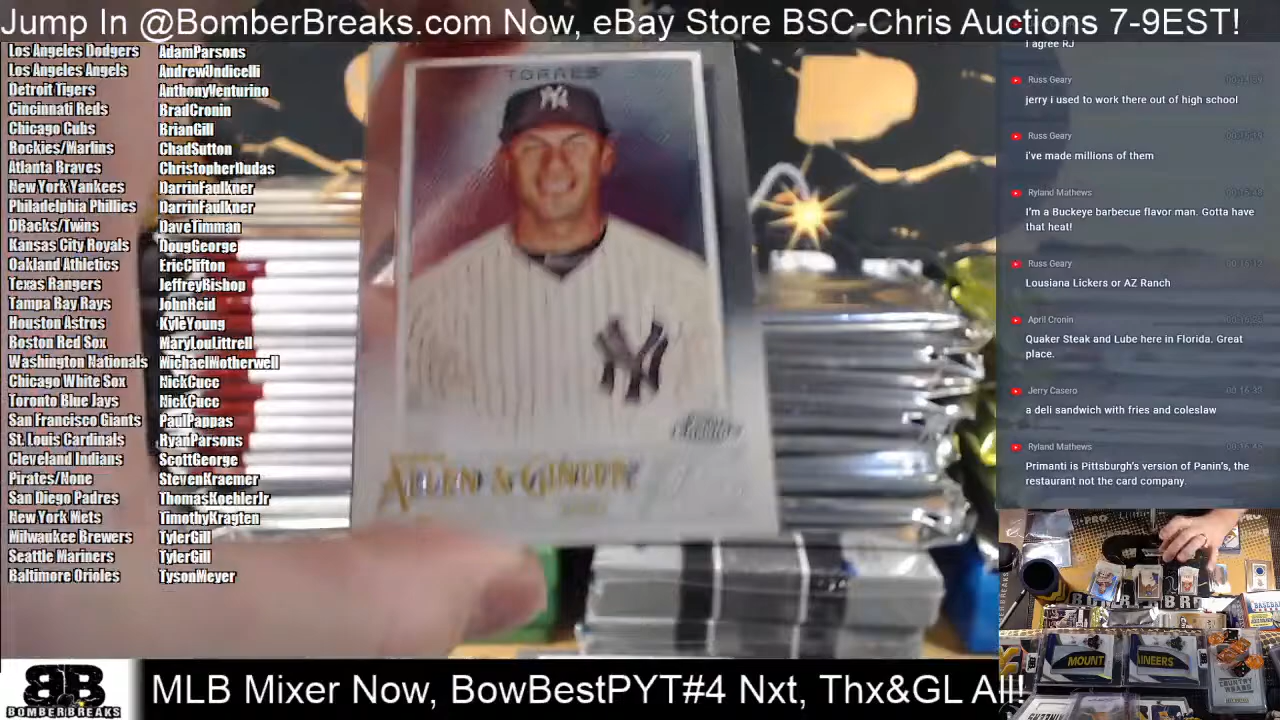 Jump In @BomberBreaks.com Now, eBay Store BSC-Chris Auctions 7-9EST!
Los Angeles Dodgers AdamParsons
Los Angeles Angels AndrewUndicelli
Detroit Tigers AnthonyVenturino
Cincinnati Reds BradCronin
Chicago Cubs BrianGill
Rockies/Marlins ChadSutton
Atlanta Braves ChristopherDudas
New York Yankees DarrinFaulkner
Philadelphia Phillies DarrinFaulkner
DBacks/Twins DaveTimman
Kansas City Royals DougGeorge
Oakland Athletics EricClifton
Texas Rangers JeffreyBishop
Tampa Bay Rays JohnReid
Houston Astros KyleYoung
Boston Red Sox MaryLouLittrell
Washington Nationals MichaelMotherwell
Chicago White Sox NickCucc
Toronto Blue Jays NickCucc
San Francisco Giants PaulPappas
St. Louis Cardinals RyanParsons
Cleveland Indians ScottGeorge
Pirates/None StevenKraemer
San Diego Padres ThomasKoehlerJr
New York Mets TimothyKragten
Milwaukee Brewers TylerGill
Seattle Mariners TylerGill
Baltimore Orioles TysonMeyer
TORRES
NY
NY
ALLEN & GINTER
I agree RJ
Russ Geary
jerry i used to work there out of high school
Russ Geary
i've made millions of them
Ryland Mathews
I'm a Buckeye barbecue flavor man. Gotta have
that heat!
Russ Geary
Lousiana Lickers or AZ Ranch
April Cronin
Quaker Steak and Lube here in Florida. Great
place.
Jerry Casero
a deli sandwich with fries and coleslaw
Ryland Mathews
Primanti is Pittsburgh's version of Panin's, the
restaurant not the card company.
MOUNT AINEERS
BB
BOMBERBREAKS
MLB Mixer Now, BowBestPYT#4 Nxt, Thx&GL All!